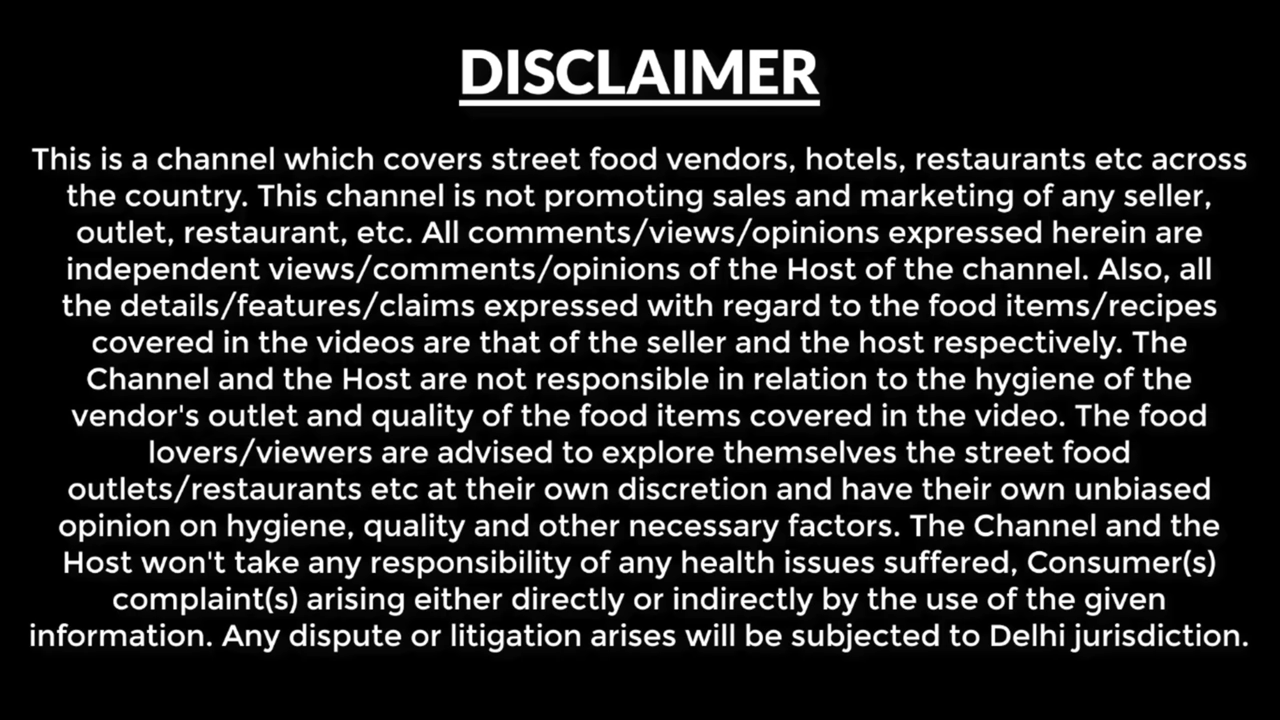 DISCLAIMER
This is a channel which covers street food vendors, hotels, restaurants etc across
the country. This channel is not promoting sales and marketing of any seller,
outlet, restaurant, etc. All comments/views/opinions expressed herein are
independent views/comments/opinions of the Host of the channel. Also, all
the details/features/claims expressed with regard to the food items/recipes
covered in the videos are that of the seller and the host respectively. The
Channel and the Host are not responsible in relation to the hygiene of the
vendor's outlet and quality of the food items covered in the video. The food
lovers/viewers are advised to explore themselves the street food
outlets/restaurants etc at their own discretion and have their own unbiased
opinion on hygiene, quality and other necessary factors. The Channel and the
Host won't take any responsibility of any health issues suffered, Consumer(s)
complaint(s) arising either directly or indirectly by the use of the given
information. Any dispute or litigation arises will be subjected to Delhi jurisdiction.